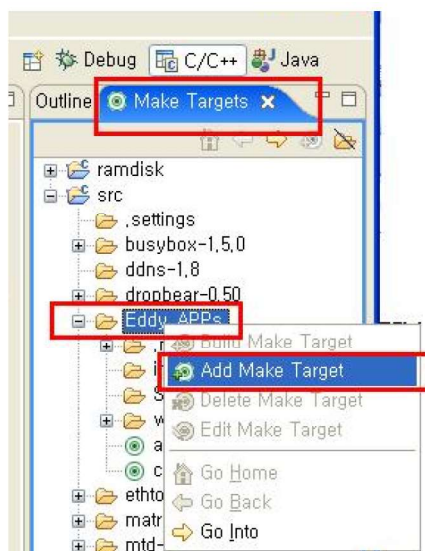 Debug C/C++ Java
Outline Make Targets
ramdisk
src
.settings
busybox-1,5,0
ddns-1,8
dropbear-0,50
Eddy_APPs
Build Make Target
Add Make Target
Delete Make Target
Edit Make Target
Go Home
ethto
Go Back
matr
Go Into
mtd-